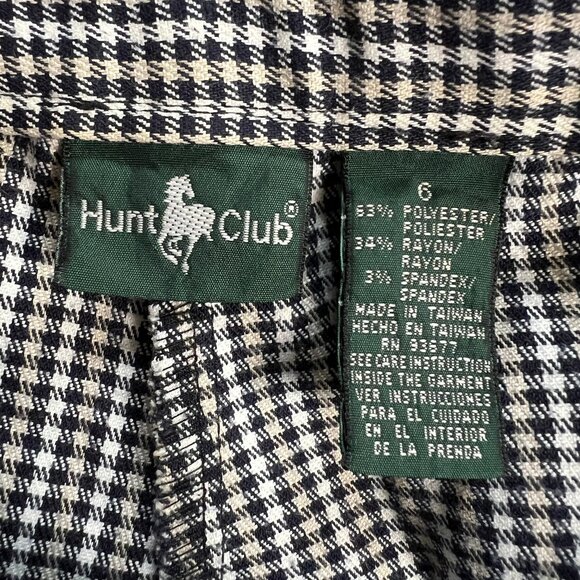 Hunt Club®
6
63% POLYESTER/
POLIESTER
34% RAYON/
RAYON
3% SPANDEX/
SPANDEX
MADE IN TAIWAN
HECHO EN TAIWAN
RN 93677
SEE CARE INSTRUCTION
INSIDE THE GARMENT
VER INSTRUCCIONES
PARA EL CUIDADO
EN EL INTERIOR
DE LA PRENDA